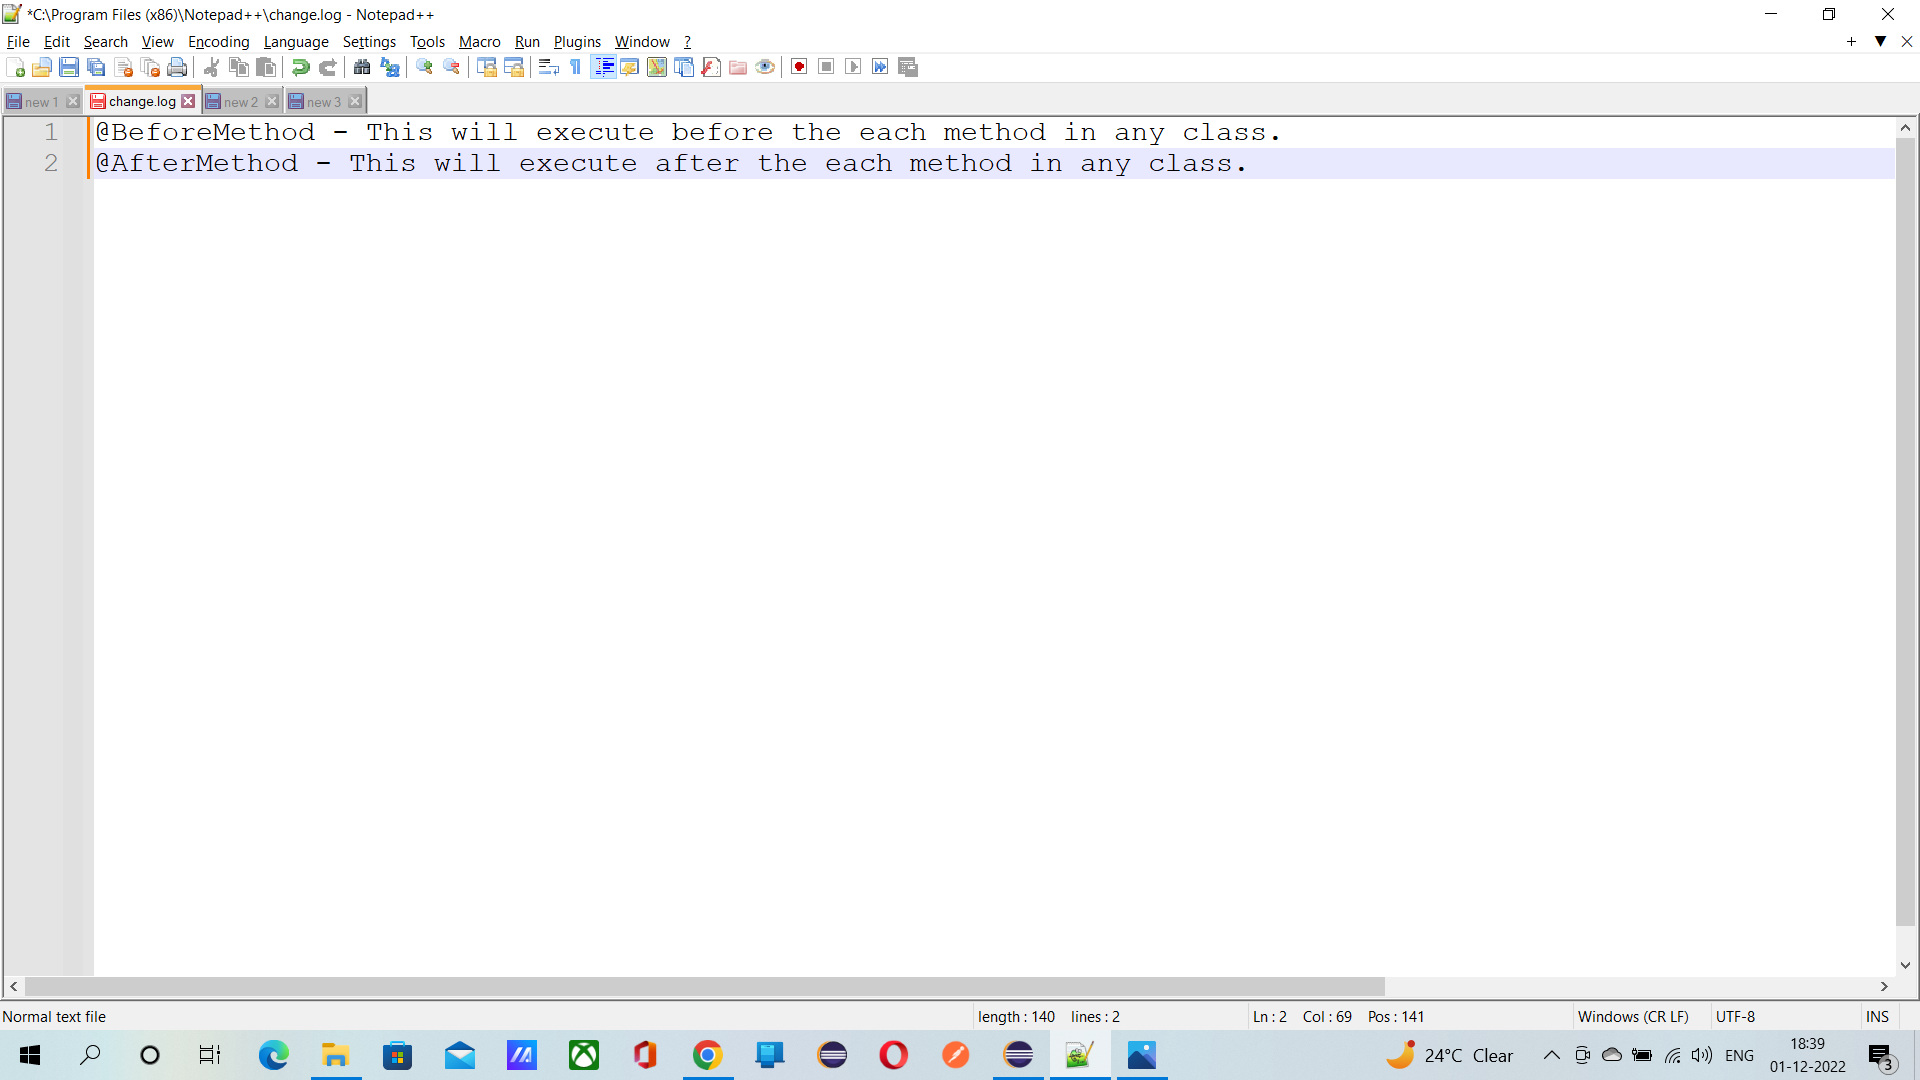 *C:\Program Files (x86)\Notepad++\change.log - Notepad++
File Edit Search View Encoding Language Settings Tools Macro Run Plugins Window ?
new 1 change.log new 2 new 3
1 @BeforeMethod - This will execute before the each method in any class.
2 @AfterMethod - This will execute after the each method in any class.
Normal text file length : 140 lines : 2 Ln : 2 Col : 69 Pos : 141 Windows (CR LF) UTF-8 INS
24°C Clear ENG 18:39
01-12-2022 3